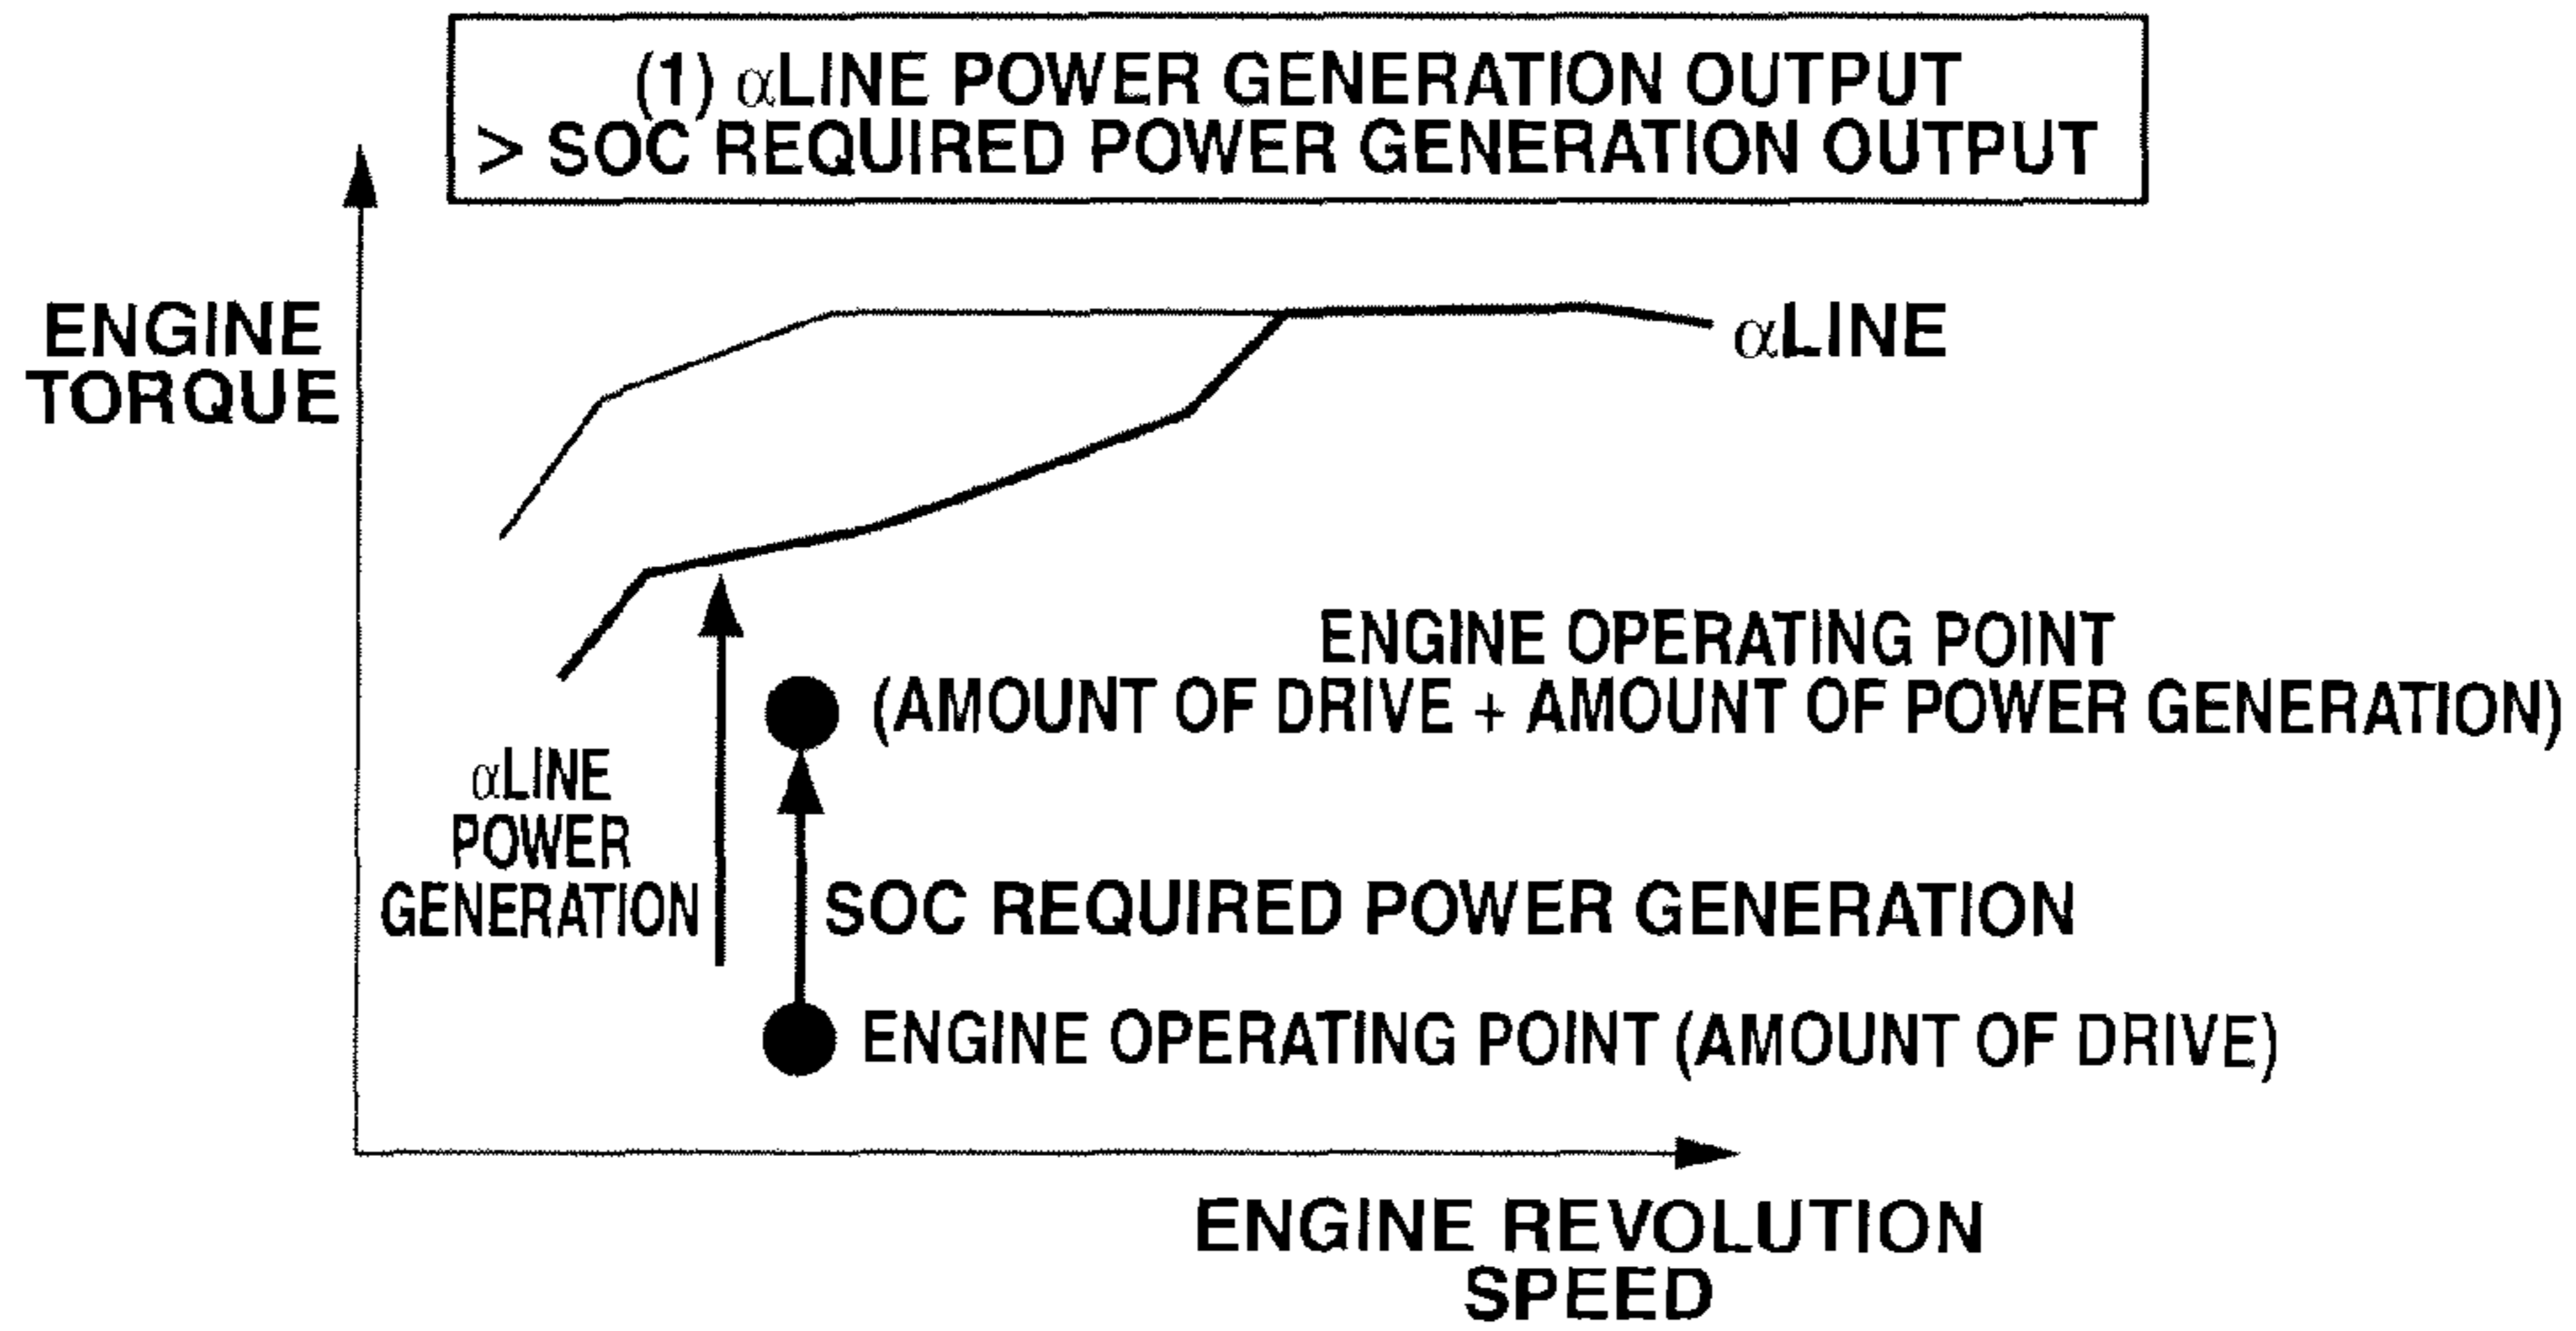 (1) αLINE POWER GENERATION OUTPUT
> SOC REQUIRED POWER GENERATION OUTPUT
ENGINE
TORQUE
αLINE
ENGINE OPERATING POINT
(AMOUNT OF DRIVE + AMOUNT OF POWER GENERATION)
αLINE
POWER
GENERATION
SOC REQUIRED POWER GENERATION
ENGINE OPERATING POINT (AMOUNT OF DRIVE)
ENGINE REVOLUTION
SPEED